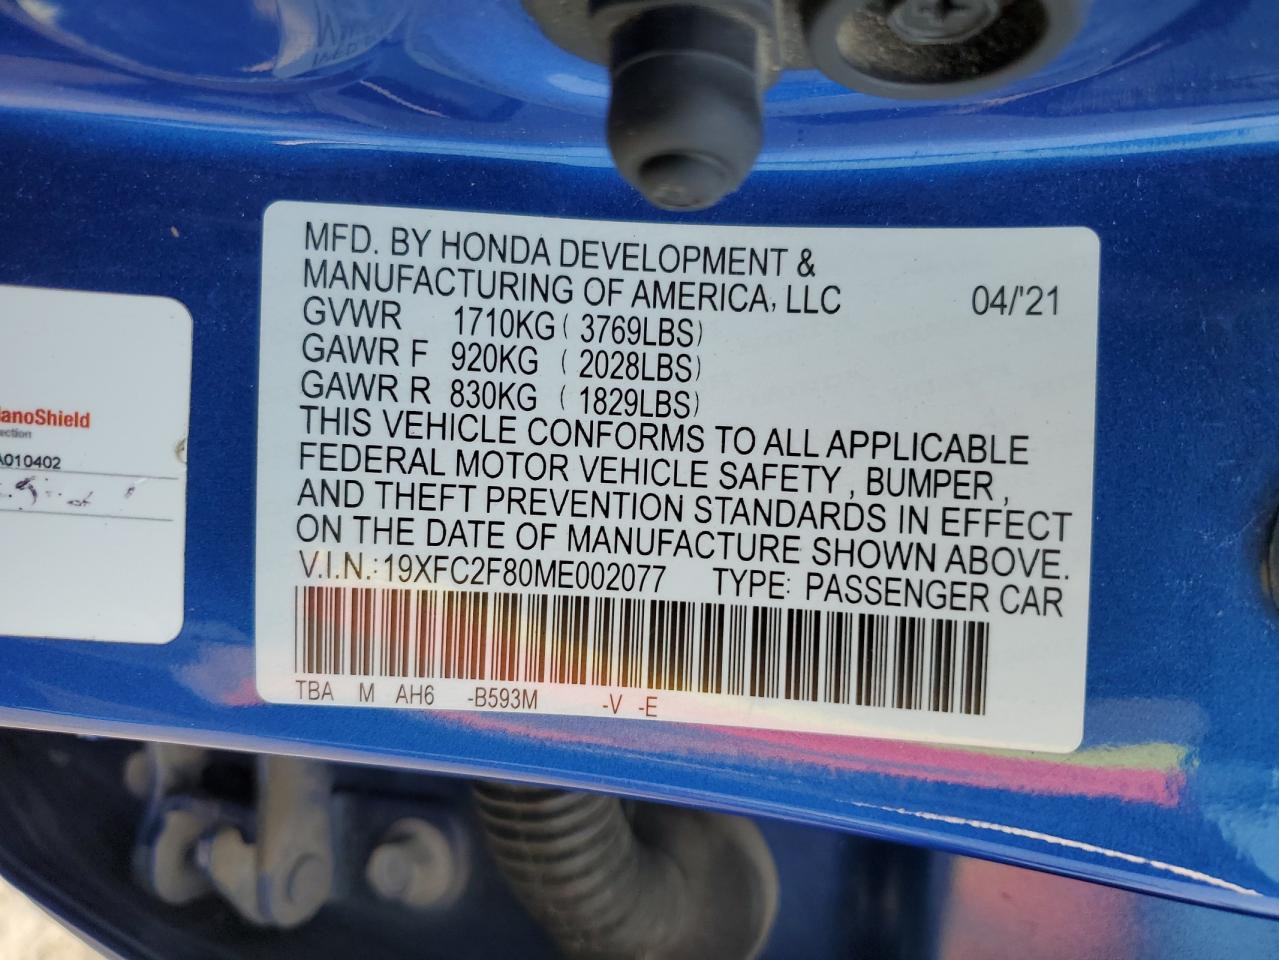 MFD. BY HONDA DEVELOPMENT &
MANUFACTURING OF AMERICA, LLC 04/'21
GVWR 1710KG ( 3769LBS)
GAWR F 920KG ( 2028LBS)
GAWR R 830KG ( 1829LBS)
THIS VEHICLE CONFORMS TO ALL APPLICABLE
FEDERAL MOTOR VEHICLE SAFETY , BUMPER ,
AND THEFT PREVENTION STANDARDS IN EFFECT
ON THE DATE OF MANUFACTURE SHOWN ABOVE.
V.I.N.: 19XFC2F80ME002077 TYPE: PASSENGER CAR
TBA M AH6 -B593M -V -E
anoShield
ection
A010402